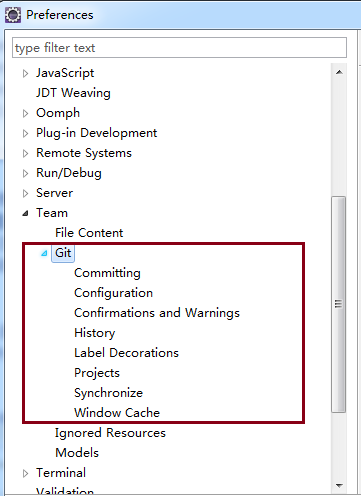 Preferences
type filter text
JavaScript
JDT Weaving
Oomph
Plug-in Development
Remote Systems
Run/Debug
Server
Team
File Content
Git
Committing
Configuration
Confirmations and Warnings
History
Label Decorations
Projects
Synchronize
Window Cache
Ignored Resources
Models
Terminal
Validation